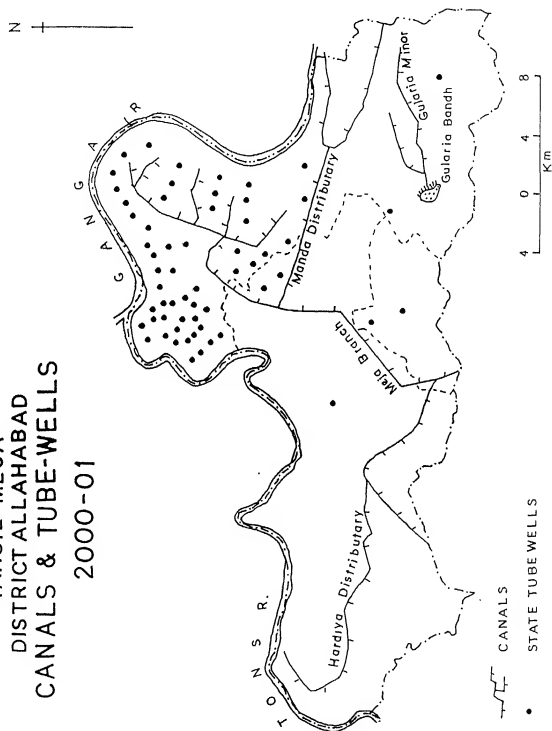 DISTRICT ALLAHABAD
CANALS & TUBE-WELLS
2000-01
N
GANGA R
TONS R.
Manda Distributary
Meja Branch
Hardiya Distributary
Gularia Minor
Gularia Bandh
CANALS
STATE TUBE WELLS
4 0 4 8
Km